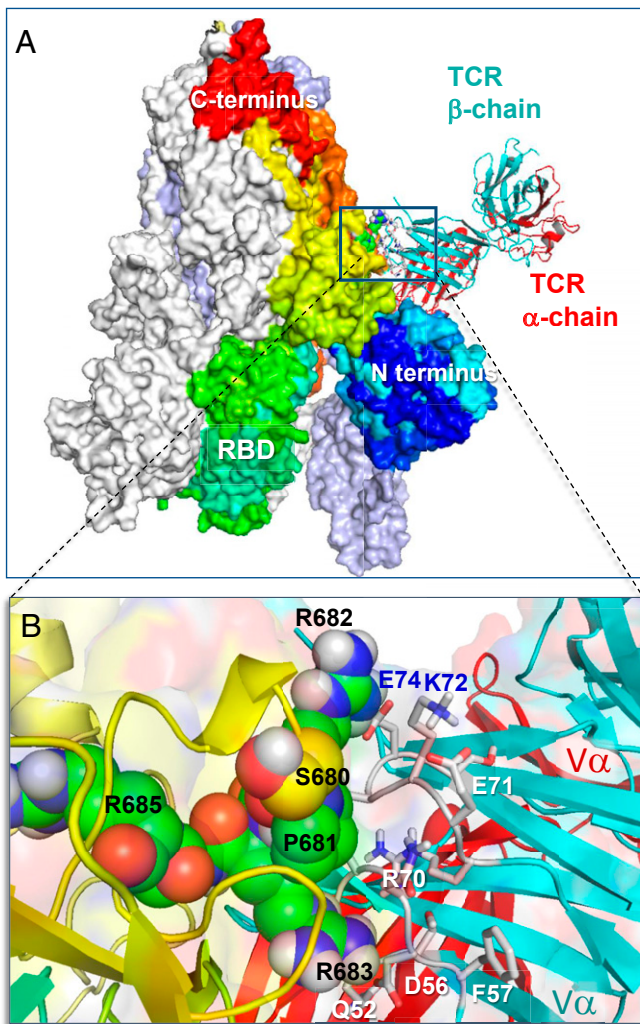 A
C-terminus
TCR
β-chain
TCR
α-chain
N terminus
RBD
B
R682
E74 K72
Vα
S680
E71
R685
P681
R70
R683
D56
F57
Q52
Vα